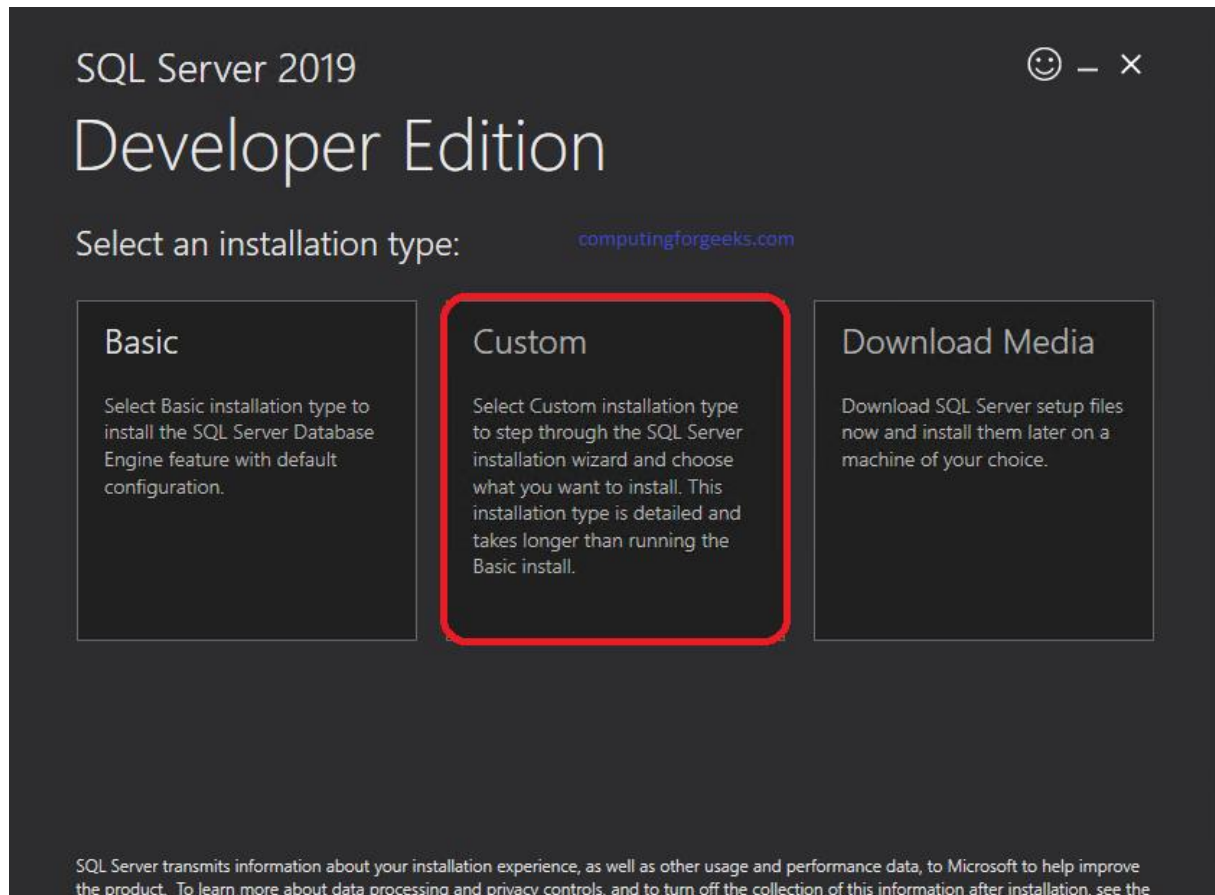 SQL Server 2019
Developer Edition
Select an installation type:
computingforgeeks.com
Basic
Select Basic installation type to
install the SQL Server Database
Engine feature with default
configuration.
Custom
Select Custom installation type
to step through the SQL Server
installation wizard and choose
what you want to install. This
installation type is detailed and
takes longer than running the
Basic install.
Download Media
Download SQL Server setup files
now and install them later on a
machine of your choice.
SQL Server transmits information about your installation experience, as well as other usage and performance data, to Microsoft to help improve
the product. To learn more about data processing and privacy controls, and to turn off the collection of this information after installation, see the